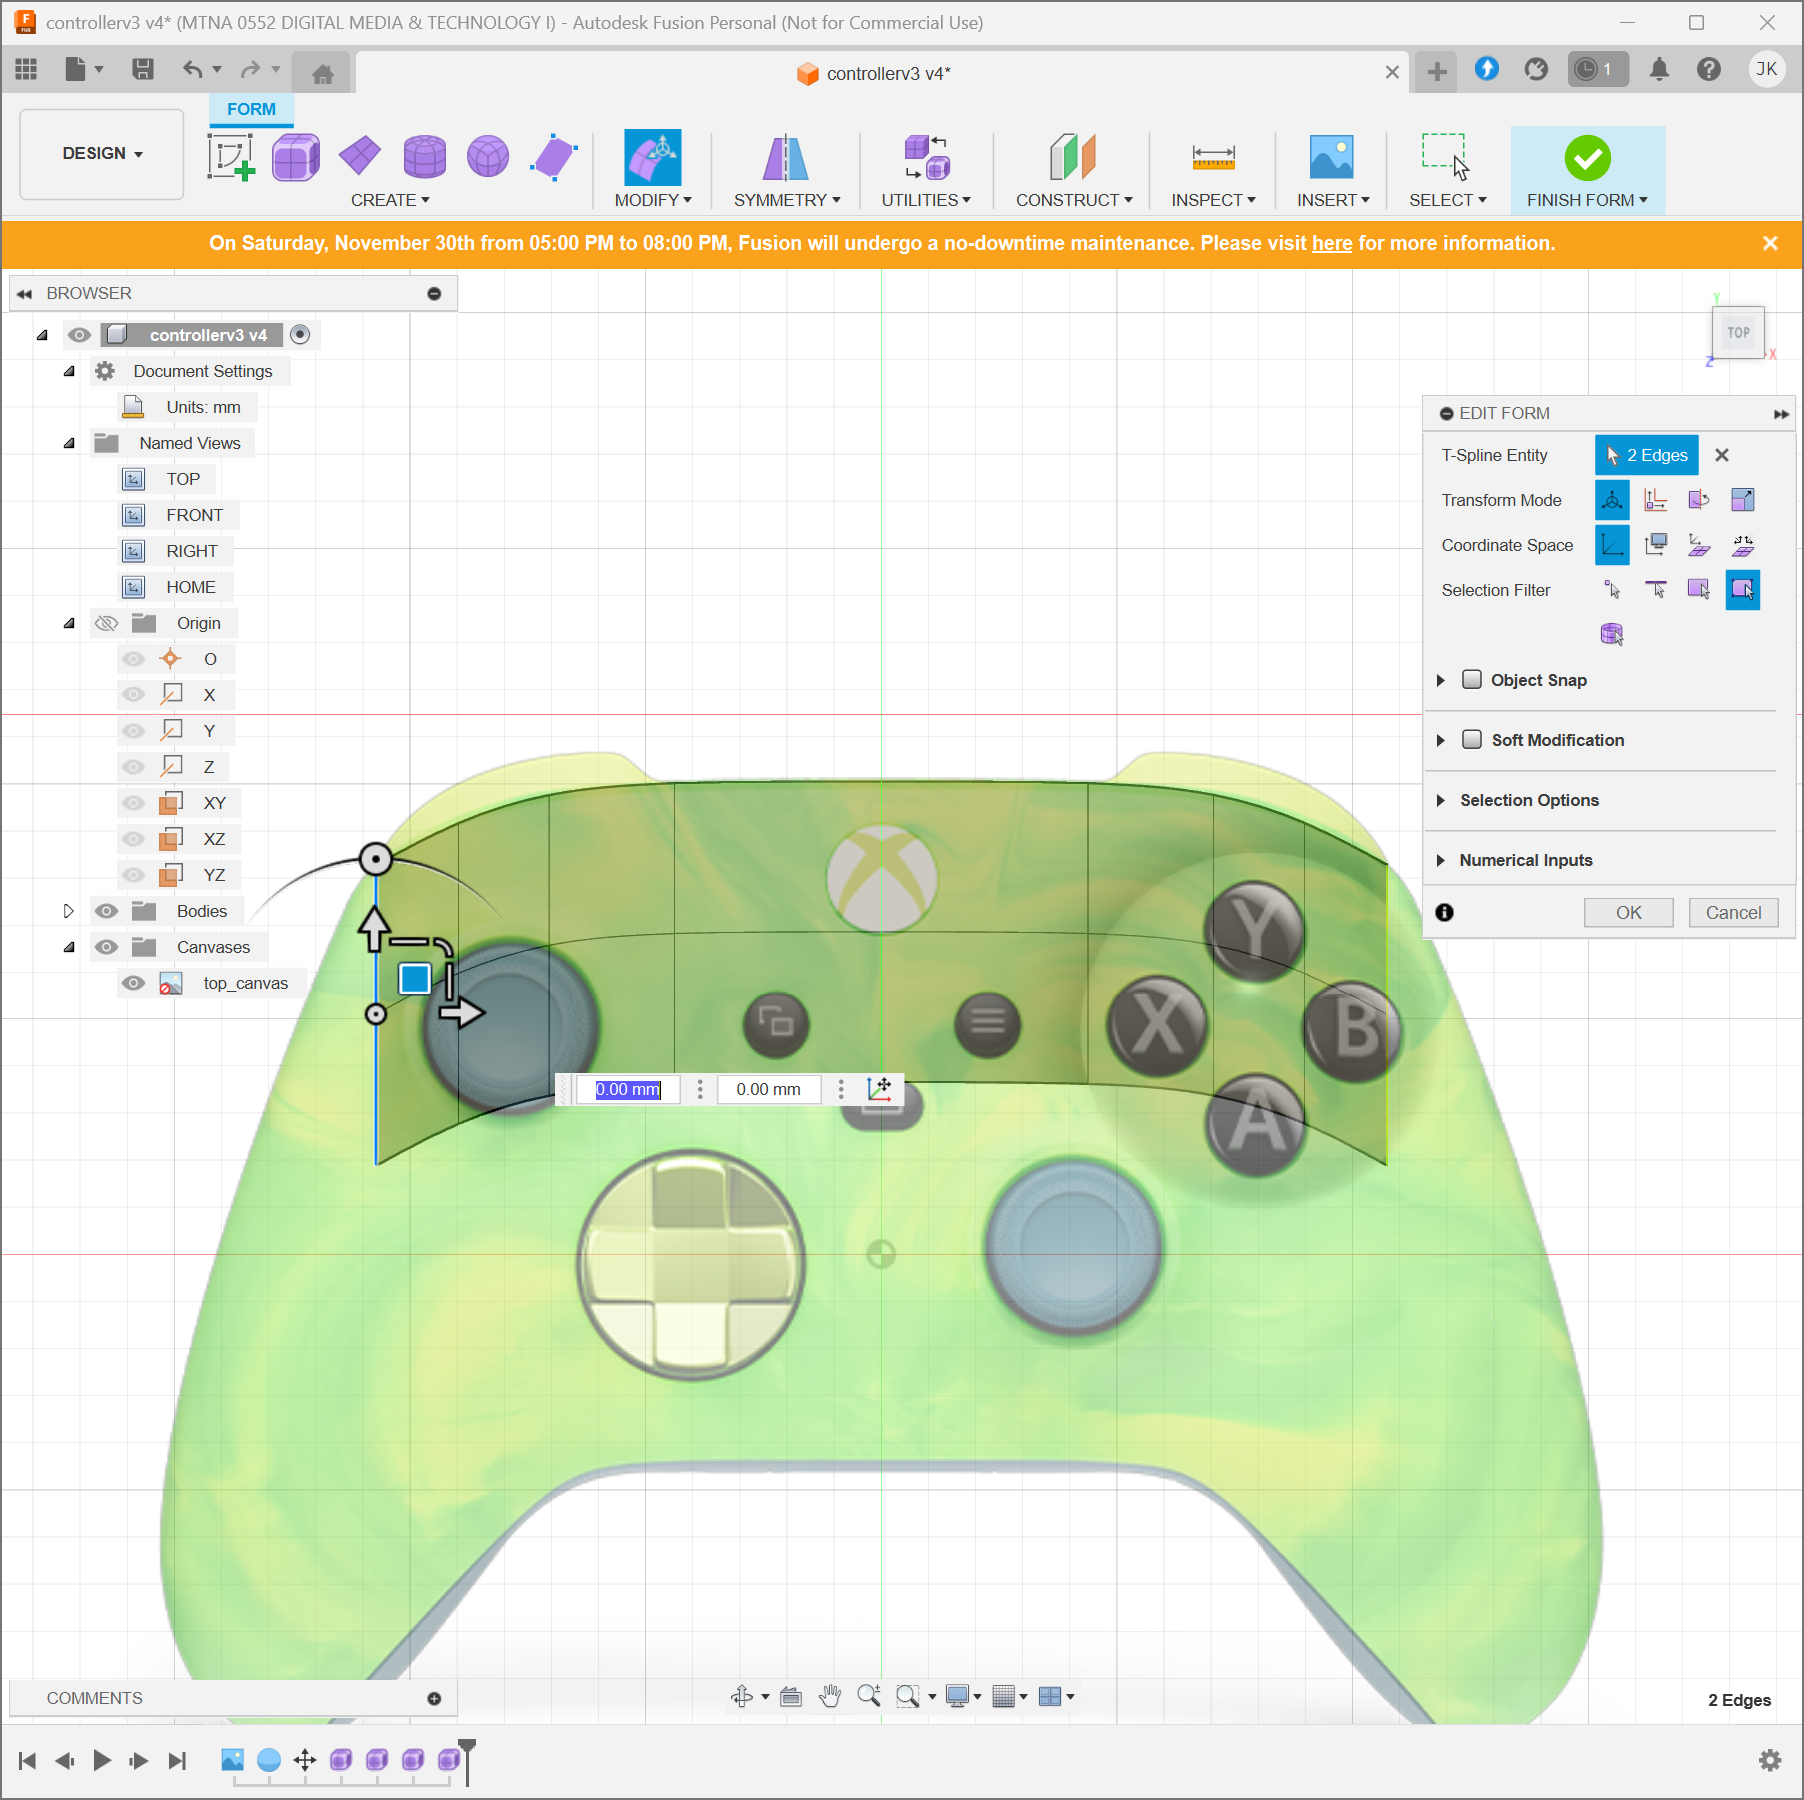 controllerv3 v4* (MTNA 0552 DIGITAL MEDIA & TECHNOLOGY I) - Autodesk Fusion Personal (Not for Commercial Use)
controllerv3 v4*
1
JK
FORM
DESIGN
CREATE
MODIFY
SYMMETRY
UTILITIES
CONSTRUCT
INSPECT
INSERT
SELECT
FINISH FORM
On Saturday, November 30th from 05:00 PM to 08:00 PM, Fusion will undergo a no-downtime maintenance. Please visit here for more information.
BROWSER
controllerv3 v4
Document Settings
Units: mm
Named Views
TOP
FRONT
RIGHT
HOME
Origin
O
X
Y
Z
XY
XZ
YZ
Bodies
Canvases
top_canvas
Y
TOP
Z
X
EDIT FORM
T-Spline Entity
2 Edges
Transform Mode
Coordinate Space
Selection Filter
Object Snap
Soft Modification
Selection Options
Numerical Inputs
OK
Cancel
Y
X
B
A
0.00 mm
0.00 mm
COMMENTS
2 Edges